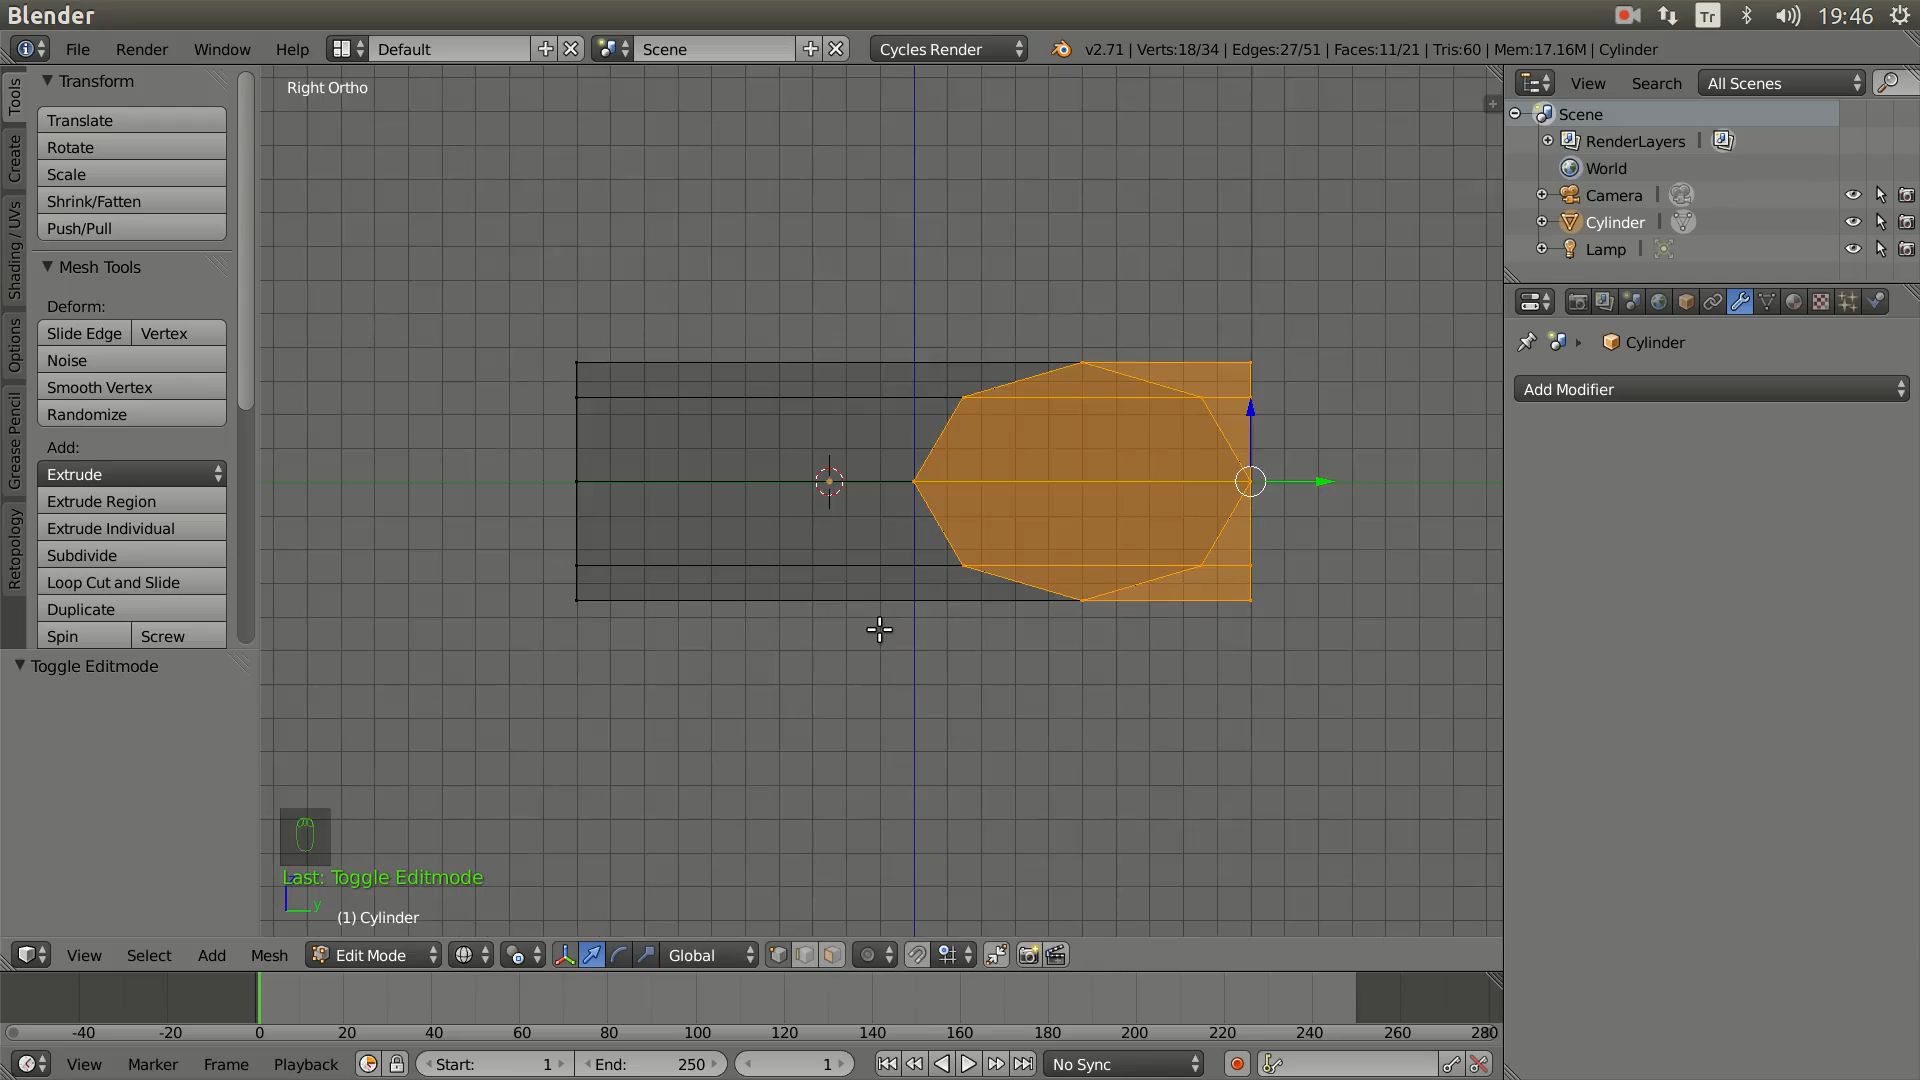 Blender
Tr
19:46
File
Render
Window
Help
Default
Scene
Cycles Render
v2.71 | Verts:18/34 | Edges:27/51 | Faces:11/21 | Tris:60 | Mem:17.16M | Cylinder
Tools
Create
Shading / UVs
Options
Grease Pencil
Retopology
Transform
Translate
Rotate
Scale
Shrink/Fatten
Push/Pull
Mesh Tools
Deform:
Slide Edge
Vertex
Noise
Smooth Vertex
Randomize
Add:
Extrude
Extrude Region
Extrude Individual
Subdivide
Loop Cut and Slide
Duplicate
Spin
Screw
Toggle Editmode
Right Ortho
Last: Toggle Editmode
y
(1) Cylinder
View
Search
All Scenes
Scene
RenderLayers
World
Camera
Cylinder
Lamp
Cylinder
Add Modifier
View
Select
Add
Mesh
Edit Mode
Global
-40
-20
0
20
40
60
80
100
120
140
160
180
200
220
240
260
280
View
Marker
Frame
Playback
Start:
1
End:
250
1
No Sync